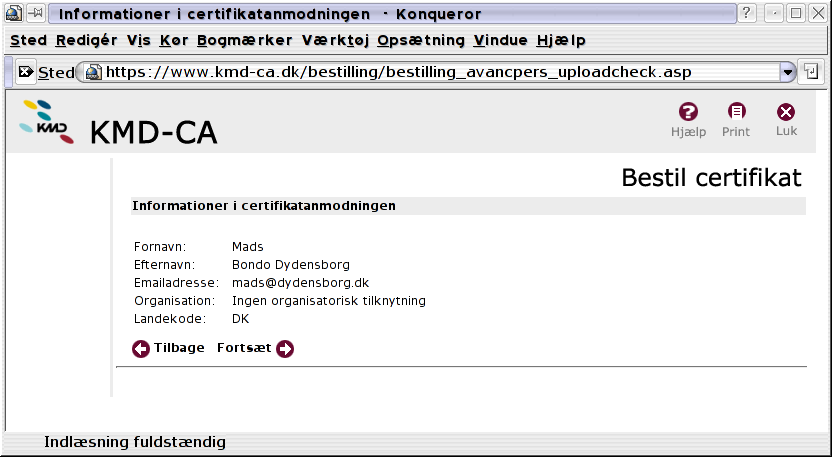 Informationer i certifikatanmodningen - Konqueror
Sted Redigér Vis Kør Bogmærker Værktøj Opsætning Vindue Hjælp
Sted https://www.kmd-ca.dk/bestilling/bestilling_avancpers_uploadcheck.asp
KMD KMD-CA
Hjælp Print Luk
Bestil certifikat
Informationer i certifikatanmodningen
Fornavn: Mads
Efternavn: Bondo Dydensborg
Emailadresse: mads@dydensborg.dk
Organisation: Ingen organisatorisk tilknytning
Landekode: DK
Tilbage Fortsæt
Indlæsning fuldstændig